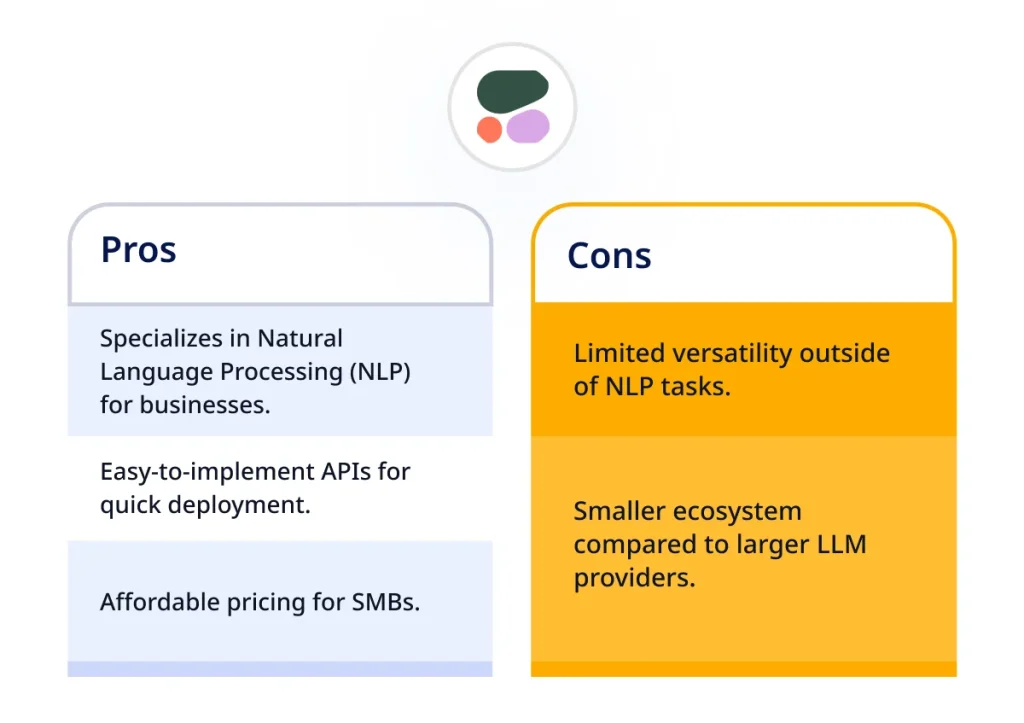 Pros
Specializes in Natural
Language Processing (NLP)
for businesses.
Easy-to-implement APIs for
quick deployment.
Affordable pricing for SMBs.
Cons
Limited versatility outside
of NLP tasks.
Smaller ecosystem
compared to larger LLM
providers.